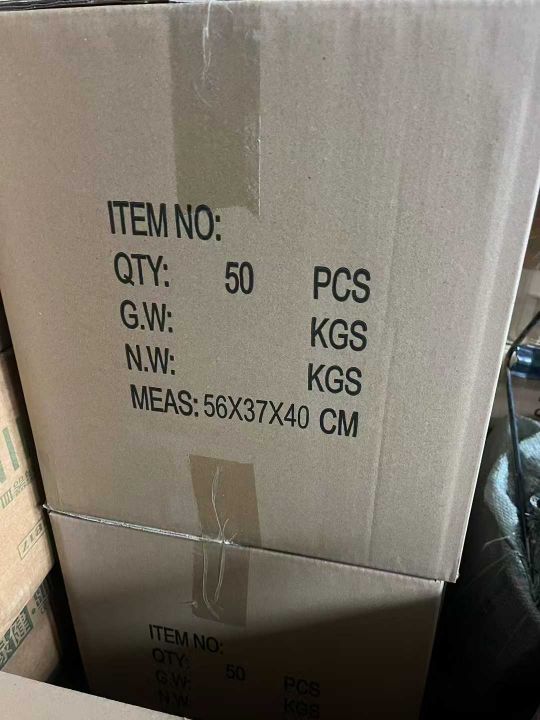 ITEM NO:
QTY: 50 PCS
G.W: KGS
N.W: KGS
MEAS: 56X37X40 CM
ITEM NO:
QTY: 50 PCS
G.W: KGS
N.W